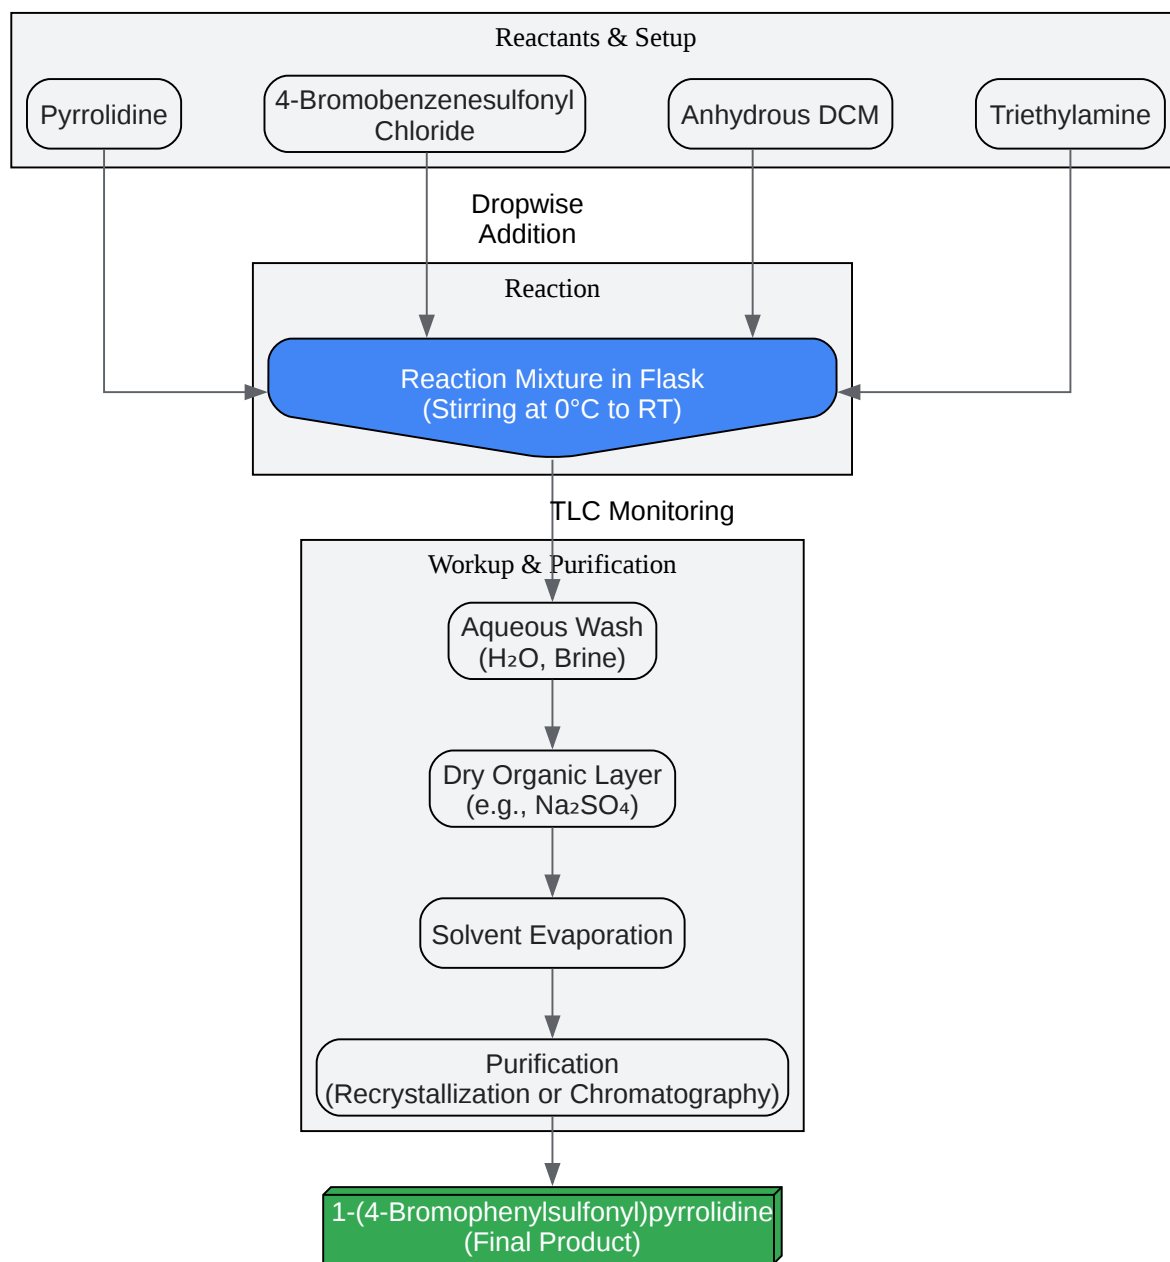 Reactants & Setup
Pyrrolidine
4-Bromobenzenesulfonyl
Chloride
Anhydrous DCM
Triethylamine
Dropwise
Addition
Reaction
Reaction Mixture in Flask
(Stirring at 0°C to RT)
TLC Monitoring
Workup & Purification
Aqueous Wash
(H₂O, Brine)
Dry Organic Layer
(e.g., Na₂SO₄)
Solvent Evaporation
Purification
(Recrystallization or Chromatography)
1-(4-Bromophenylsulfonyl)pyrrolidine
(Final Product)